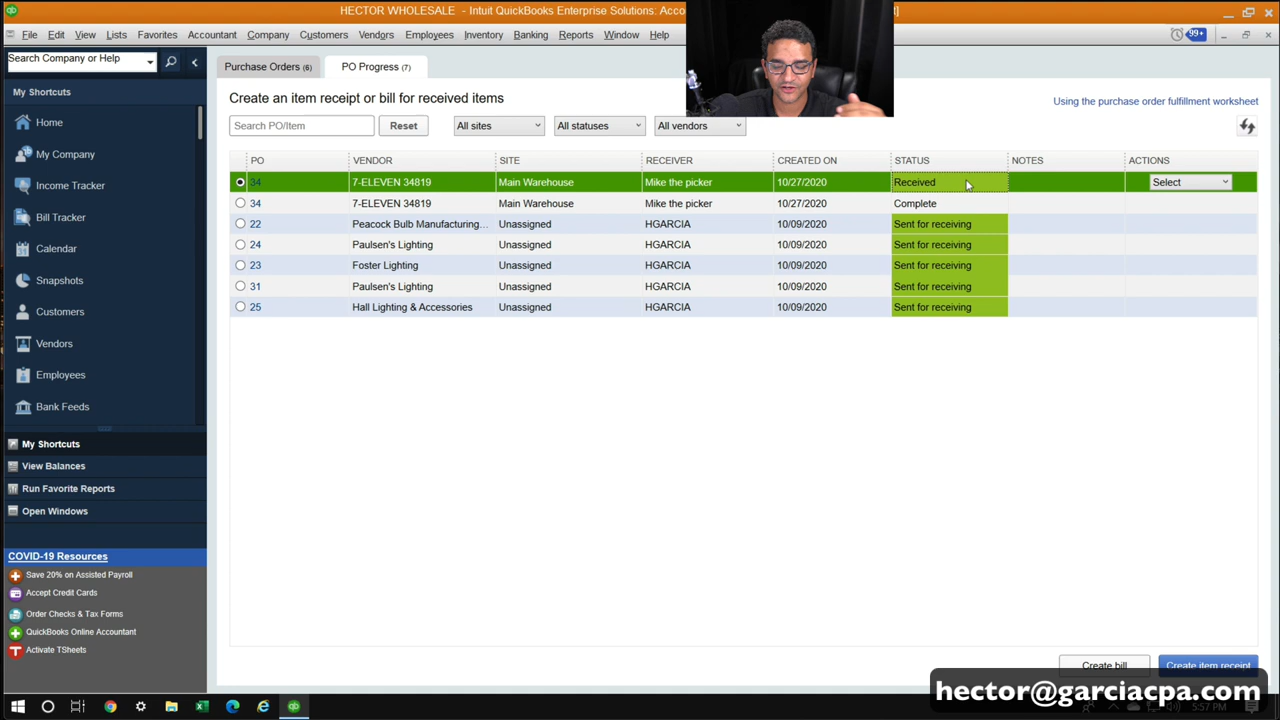 HECTOR WHOLESALE - Intuit QuickBooks Enterprise Solutions: Acco
File Edit View Lists Favorites Accountant Company Customers Vendors Employees Inventory Banking Reports Window Help
99+
Search Company or Help
My Shortcuts
Home
My Company
Income Tracker
Bill Tracker
Calendar
Snapshots
Customers
Vendors
Employees
Bank Feeds
My Shortcuts
View Balances
Run Favorite Reports
Open Windows
COVID-19 Resources
Save 20% on Assisted Payroll
Accept Credit Cards
Order Checks & Tax Forms
QuickBooks Online Accountant
Activate TSheets
Purchase Orders (6) PO Progress (7)
Create an item receipt or bill for received items
Using the purchase order fulfillment worksheet
Search PO/Item Reset All sites All statuses All vendors
PO VENDOR SITE RECEIVER CREATED ON STATUS NOTES ACTIONS
34 7-ELEVEN 34819 Main Warehouse Mike the picker 10/27/2020 Received Select
34 7-ELEVEN 34819 Main Warehouse Mike the picker 10/27/2020 Complete
22 Peacock Bulb Manufacturing... Unassigned HGARCIA 10/09/2020 Sent for receiving
24 Paulsen's Lighting Unassigned HGARCIA 10/09/2020 Sent for receiving
23 Foster Lighting Unassigned HGARCIA 10/09/2020 Sent for receiving
31 Paulsen's Lighting Unassigned HGARCIA 10/09/2020 Sent for receiving
25 Hall Lighting & Accessories Unassigned HGARCIA 10/09/2020 Sent for receiving
Create bill Create item receipt
hector@garciacpa.com
5:57 PM